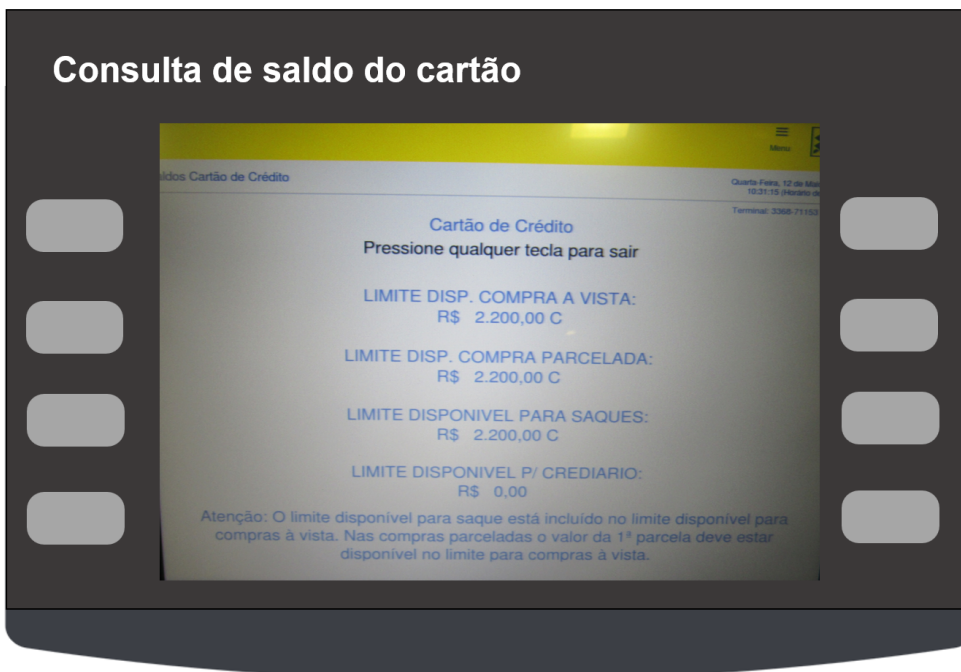 Consulta de saldo do cartão
Menu
Saldos Cartão de Crédito
Quarta-Feira, 12 de
10:31:15 (Horário de
Terminal: 3368-71153
Cartão de Crédito
Pressione qualquer tecla para sair
LIMITE DISP. COMPRA A VISTA:
R$ 2.200,00 C
LIMITE DISP. COMPRA PARCELADA:
R$ 2.200,00 C
LIMITE DISPONIVEL PARA SAQUES:
R$ 2.200,00 C
LIMITE DISPONIVEL P/ CREDIARIO:
R$ 0,00
Atenção: O limite disponível para saque está incluído no limite disponível para
compras à vista. Nas compras parceladas o valor da 1ª parcela deve estar
disponível no limite para compras à vista.